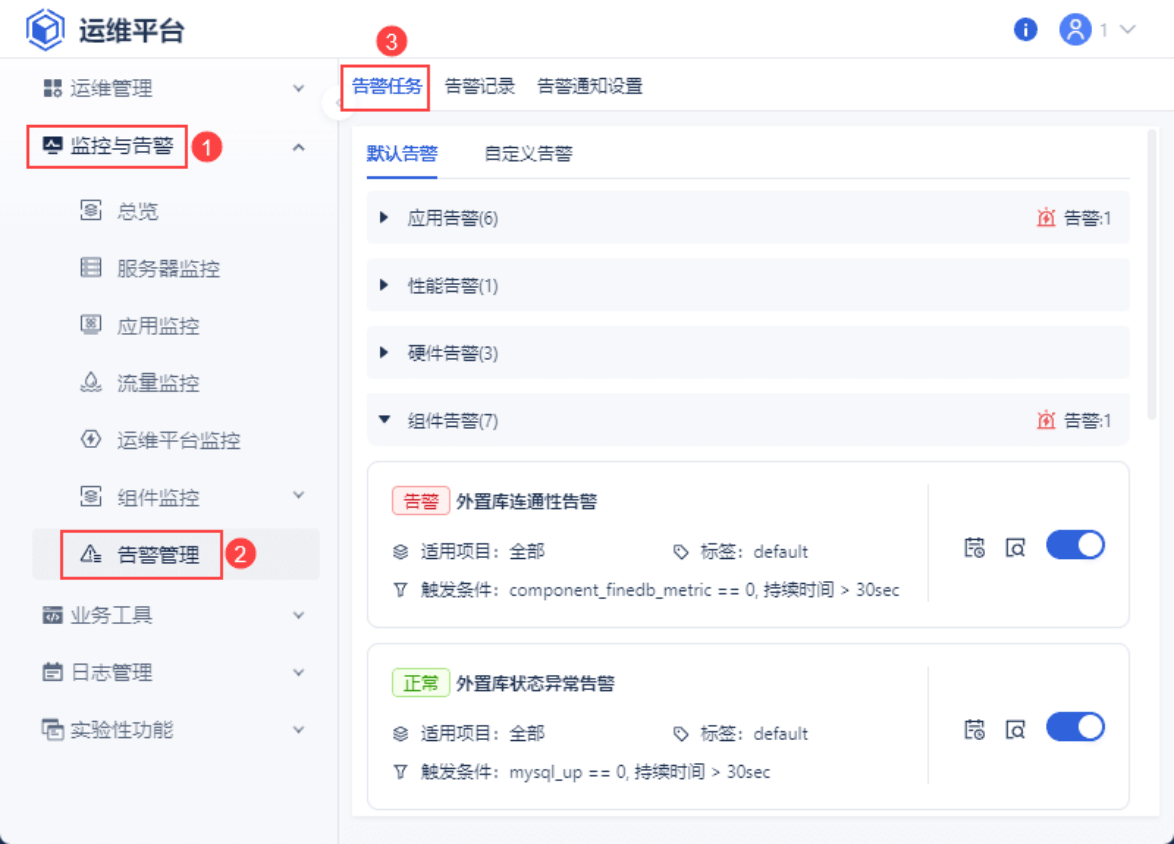 运维平台
1
3
运维管理
告警任务 告警记录 告警通知设置
监控与告警 1
默认告警 自定义告警
总览
应用告警(6) 告警:1
服务器监控
性能告警(1)
应用监控
硬件告警(3)
流量监控
组件告警(7) 告警:1
运维平台监控
组件监控
告警 外置库连通性告警
告警管理 2
适用项目：全部 标签：default
触发条件：component_finedb_metric == 0, 持续时间 > 30sec
业务工具
日志管理
正常 外置库状态异常告警
实验性功能
适用项目：全部 标签：default
触发条件：mysql_up == 0, 持续时间 > 30sec